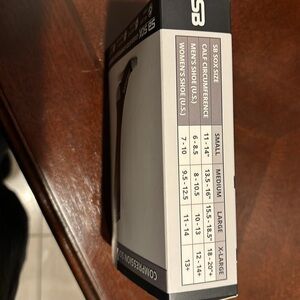 SB
SB SOX
COMPRESSION
SB SOX SIZE SMALL MEDIUM LARGE X-LARGE
CALF CIRCUMFERENCE 11 - 14" 13.5 - 16" 15.5 - 18.5" 18 - 20"+
MEN'S SHOE (U.S.) 6 - 8.5 8 - 10.5 10 - 13 12 - 14+
WOMEN'S SHOE (U.S.) 7 - 10 9.5 - 12.5 11 - 14 13+